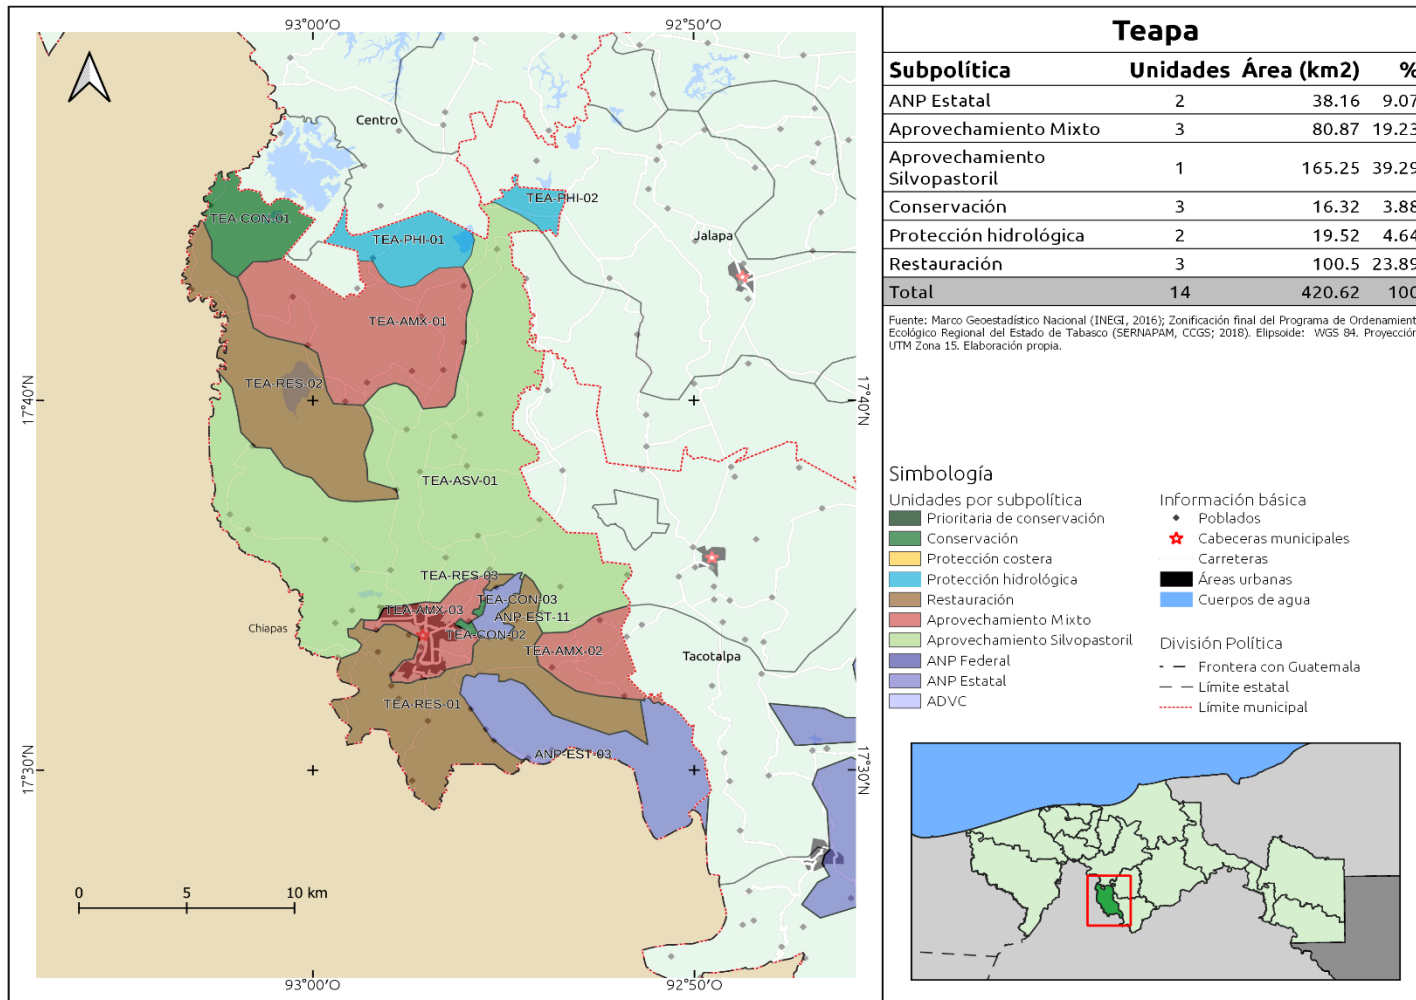 93°00'O
92°50'O
Centro
TEA-PHI-02
TEA-CON-01
TEA-PHI-01
Jalapa
TEA-AMX-01
TEA-RES-02
17°40'N
17°40'N
TEA-ASV-01
TEA-RES-03
TEA-CON-03
TEA-AMX-03
ANP-EST-11
Chiapas
TEA-CON-02
TEA-AMX-02
Tacotalpa
TEA-RES-01
ANP-EST-03
17°30'N
17°30'N
0 5 10 km
93°00'O
92°50'O
Teapa
Subpolítica Unidades Área (km2) %
ANP Estatal 2 38.16 9.07
Aprovechamiento Mixto 3 80.87 19.23
Aprovechamiento
Silvopastoril 1 165.25 39.29
Conservación 3 16.32 3.88
Protección hidrológica 2 19.52 4.64
Restauración 3 100.5 23.89
Total 14 420.62 100
Fuente: Marco Geoestadístico Nacional (INEGI, 2016); Zonificación final del Programa de Ordenamient
Ecológico Regional del Estado de Tabasco (SERNAPAM, CCGS; 2018). Elipsoide: WGS 84. Proyección
UTM Zona 15. Elaboración propia.
Simbología
Unidades por subpolítica
Prioritaria de conservación
Conservación
Protección costera
Protección hidrológica
Restauración
Aprovechamiento Mixto
Aprovechamiento Silvopastoril
ANP Federal
ANP Estatal
ADVC
Información básica
Poblados
Cabeceras municipales
Carreteras
Áreas urbanas
Cuerpos de agua
División Política
Frontera con Guatemala
Límite estatal
Límite municipal